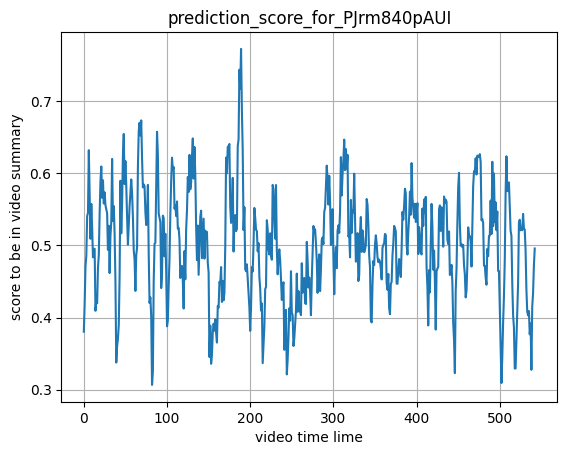 prediction_score_for_PJrm840pAUI
score to be in video summary
0.7
0.6
0.5
0.4
0.3
0 100 200 300 400 500
video time lime